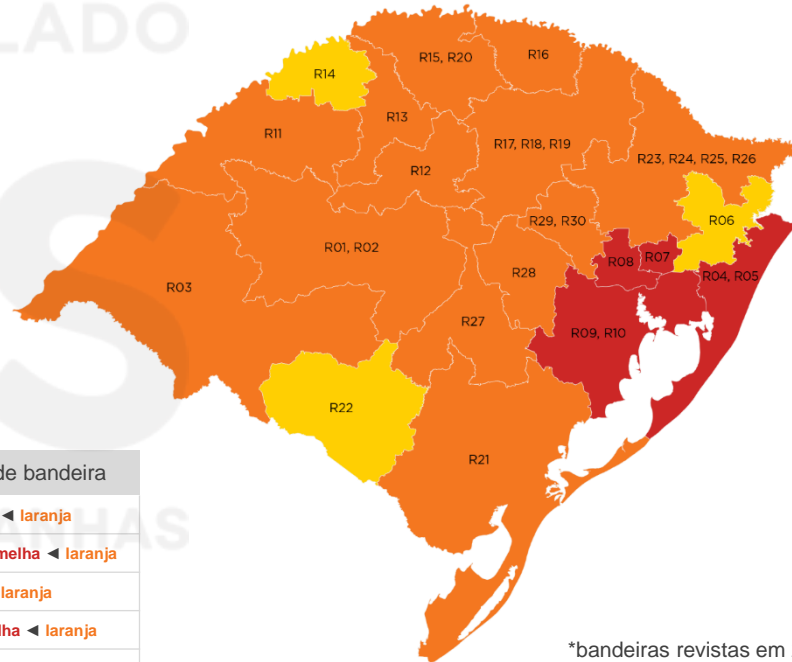 LADO
R15, R20
R16
R14
R13
R11
R17, R18, R19
R23, R24, R25, R26
R12
R06
R29, R30
R01, R02
R08
R07
R28
R04, R05
R03
R27
R09, R10
R22
R21
S
de bandeira
◄ laranja
NHAS
melha ◄ laranja
laranja
lha ◄ laranja
*bandeiras revistas em